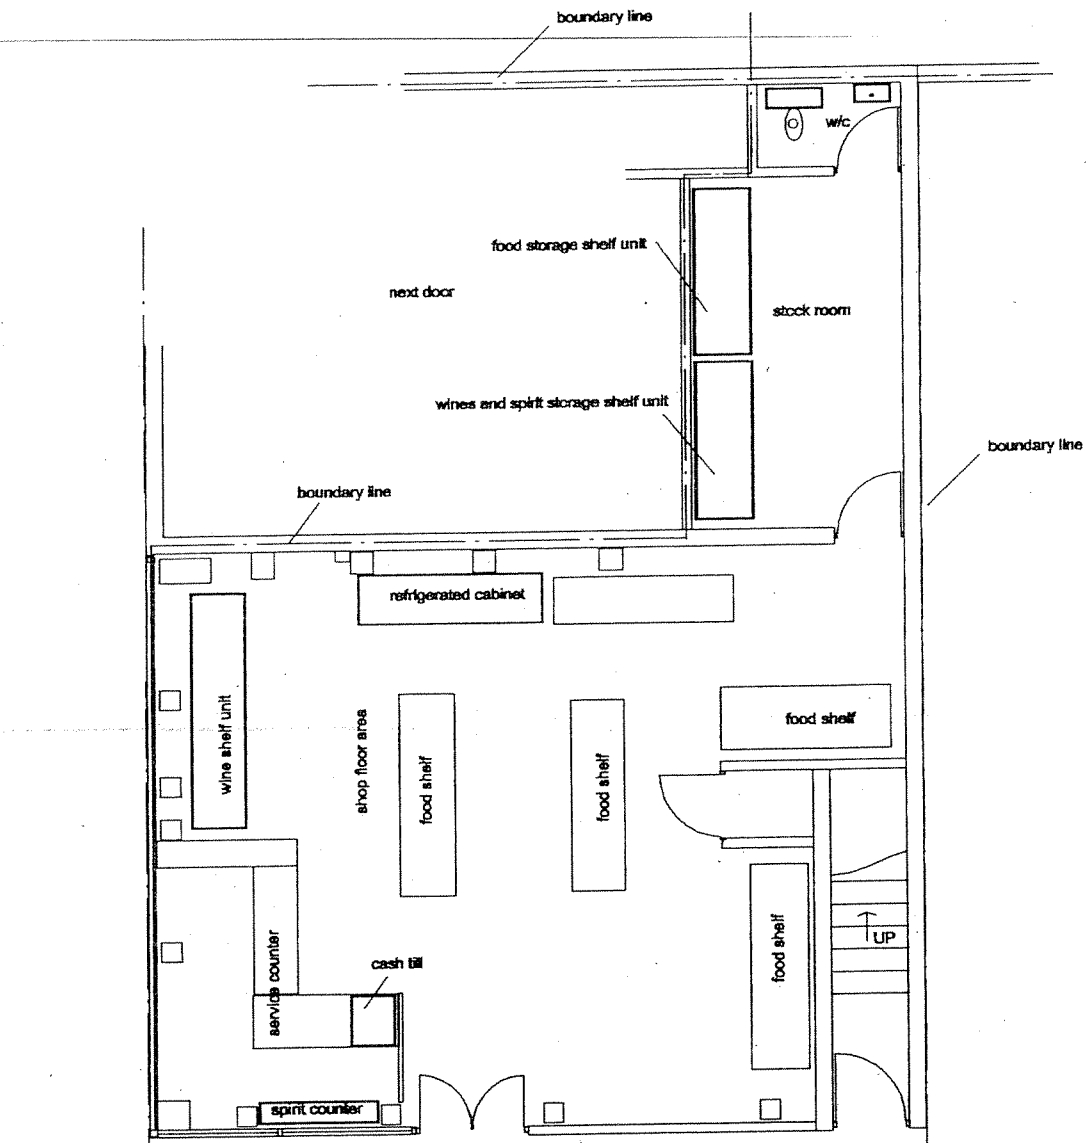 boundary line
w/c
food storage shelf unit
next door
stock room
wines and spirit storage shelf unit
boundary line
boundary line
refrigerated cabinet
wine shelf unit
shop floor area
food shelf
food shelf
food shelf
service counter
cash till
food shelf
UP
spirit counter